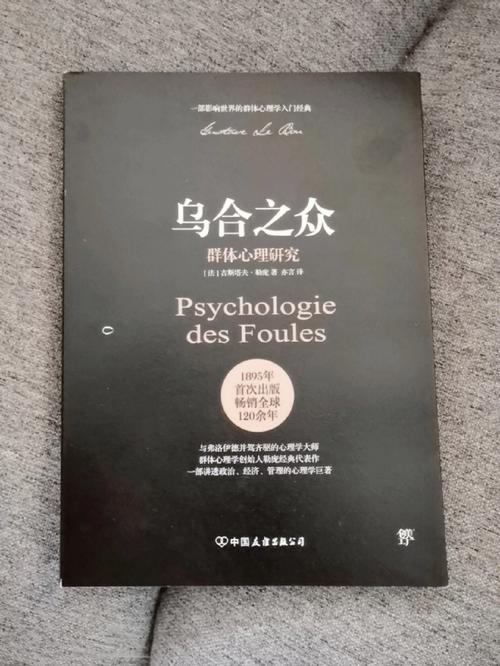 一部影响世界的群体心理学入门经典
Gustave Le Bon
乌合之众
群体心理研究
[法]古斯塔夫·勒庞 著 亦言 译
Psychologie
des Foules
1895年
首次出版
畅销全球
120余年
与弗洛伊德并驾齐驱的心理学大师
群体心理学创始人勒庞经典代表作
一部讲透政治、经济、管理的心理学巨著
中国友谊出版公司